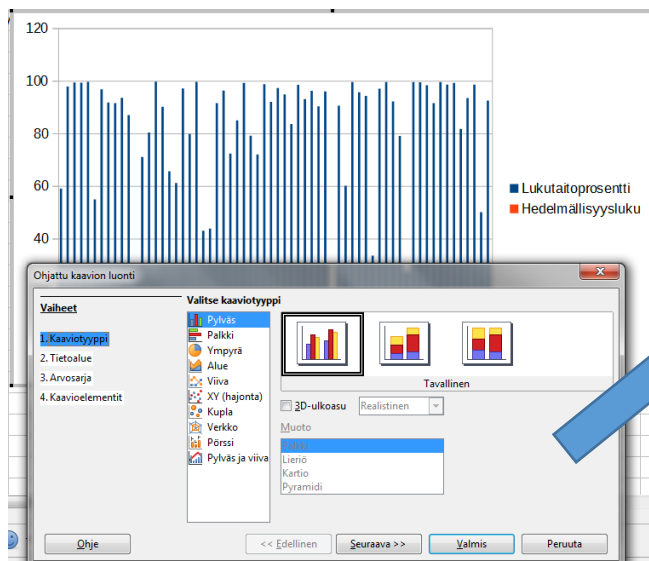 120
100
80
60
40
Lukutaitoprosentti
Hedelmällisyysluku
Ohjattu kaavion luonti
Vaiheet
1. Kaaviotyyppi
2. Tietoalue
3. Arvosarja
4. Kaavioelementit
Valitse kaaviotyyppi
Pylväs
Palkki
Ympyrä
Alue
Viiva
XY (hajonta)
Kupla
Verkko
Pörssi
Pylväs ja viiva
Tavallinen
3D-ulkoasu
Realistinen
Muoto
Lieriö
Kartio
Pyramidi
Ohje
<< Edellinen
Seuraava >>
Valmis
Peruuta